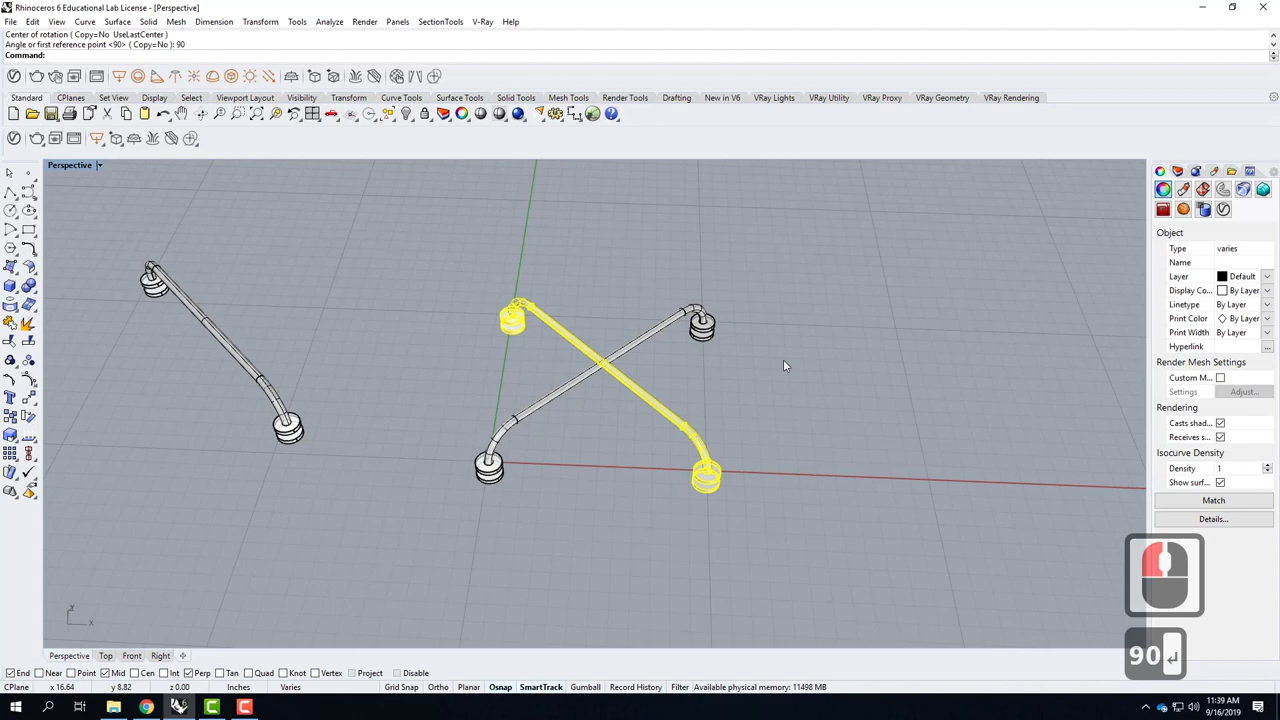 Rhinoceros 6 Educational Lab License - [Perspective]
File Edit View Curve Surface Solid Mesh Dimension Transform Tools Analyze Render Panels SectionTools V-Ray Help
Center of rotation ( Copy=No UseLastCenter )
Angle or first reference point <90> ( Copy=No ): 90
Command:
Standard CPlanes Set View Display Select Viewport Layout Visibility Transform Curve Tools Surface Tools Solid Tools Mesh Tools Render Tools Drafting New in V6 VRay Lights VRay Utility VRay Proxy VRay Geometry VRay Rendering
Perspective
Object
Type varies
Name
Layer Default
Display Co... By Layer
Linetype By Layer
Print Color By Layer
Print Width By Layer
Hyperlink ...
Render Mesh Settings
Custom M...
Settings Adjust...
Rendering
Casts shad...
Receives s...
Isocurve Density
Density 1
Show surf...
Match
Details...
90
y
x
Perspective Top Front Right
End Near Point Mid Cen Int Perp Tan Quad Knot Vertex Project Disable
CPlane x 16.64 y 8.82 z 0.00 Inches Varies Grid Snap Ortho Planar Osnap SmartTrack Gumball Record History Filter Available physical memory: 11498 MB
11:39 AM
9/16/2019